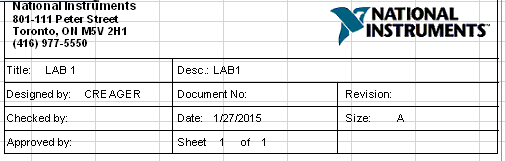 National Instruments
801-111 Peter Street
Toronto, ON M5V 2H1
(416) 977-5550
NATIONAL
INSTRUMENTS™
Title: LAB 1 Desc.: LAB1
Designed by: CREAGER Document No: Revision:
Checked by: Date: 1/27/2015 Size: A
Approved by: Sheet 1 of 1